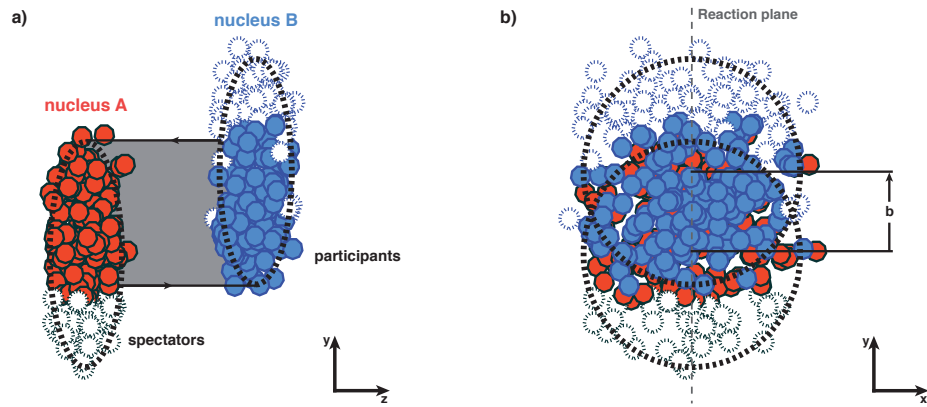 a)
nucleus B
nucleus A
participants
spectators
y
z
b)
Reaction plane
b
y
x